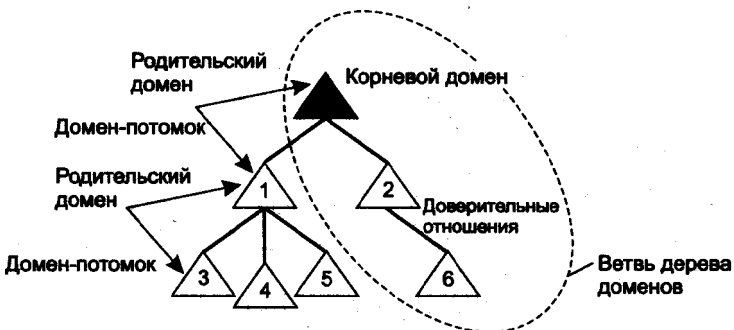 Родительский
домен
Корневой домен
Домен-потомок
Родительский
домен
1
2
Доверительные
отношения
Домен-потомок
3
4
5
6
Ветвь дерева
доменов